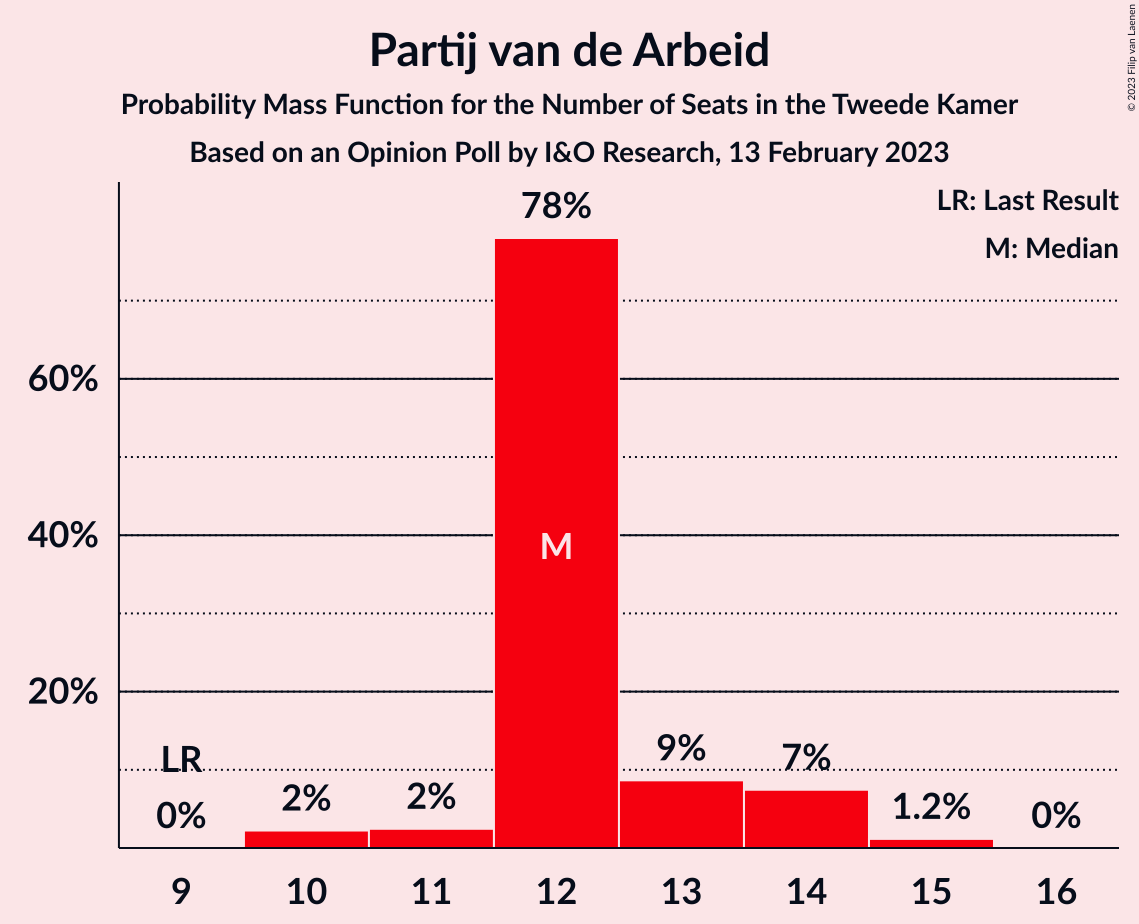 Partij van de Arbeid
Probability Mass Function for the Number of Seats in the Tweede Kamer
Based on an Opinion Poll by I&O Research, 13 February 2023
© 2023 Filip van Laenen
LR: Last Result
M: Median
78%
60%
40%
M
20%
LR
0%
2%
2%
9%
7%
1.2%
0%
9 10 11 12 13 14 15 16